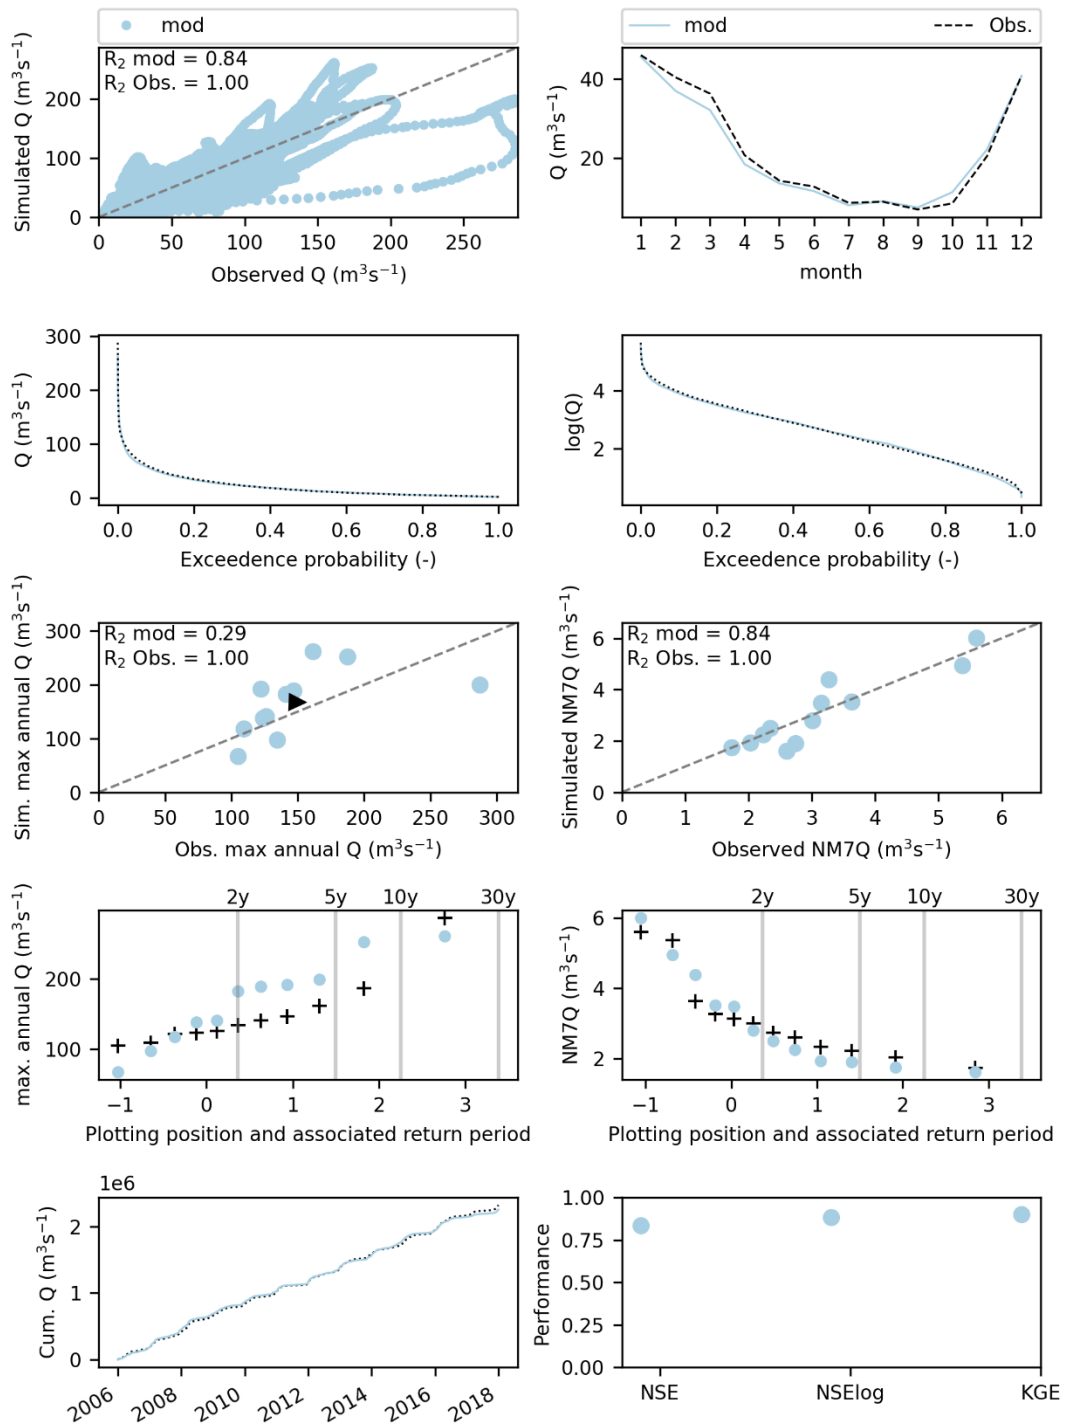 mod
mod Obs.
R₂ mod = 0.84
R₂ Obs. = 1.00
Simulated Q (m³s⁻¹)
200
100
0
0 50 100 150 200 250
Observed Q (m³s⁻¹)
Q (m³s⁻¹)
40
20
1 2 3 4 5 6 7 8 9 10 11 12
month
Q (m³s⁻¹)
300
200
100
0
0.0 0.2 0.4 0.6 0.8 1.0
Exceedence probability (-)
log(Q)
4
2
0.0 0.2 0.4 0.6 0.8 1.0
Exceedence probability (-)
Sim. max annual Q (m³s⁻¹)
R₂ mod = 0.29
R₂ Obs. = 1.00
300
200
100
0
0 50 100 150 200 250 300
Obs. max annual Q (m³s⁻¹)
Simulated NM7Q (m³s⁻¹)
R₂ mod = 0.84
R₂ Obs. = 1.00
6
4
2
0
0 1 2 3 4 5 6
Observed NM7Q (m³s⁻¹)
max. annual Q (m³s⁻¹)
2y 5y 10y 30y
200
100
−1 0 1 2 3
Plotting position and associated return period
NM7Q (m³s⁻¹)
2y 5y 10y 30y
6
4
2
−1 0 1 2 3
Plotting position and associated return period
1e6
Cum. Q (m³s⁻¹)
2
1
0
2006 2008 2010 2012 2014 2016 2018
Performance
1.00
0.75
0.50
0.25
0.00
NSE NSElog KGE